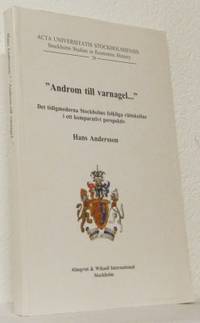 ACTA UNIVERSITATIS STOCKHOLMIENSIS
Stockholm Studies in Economic History
"Androm till varnagel..."
Det tidigmoderna Stockholms folkliga rättskultur
i ett komparativt perspektiv
Hans Andersson
Almqvist & Wiksell International
Stockholm